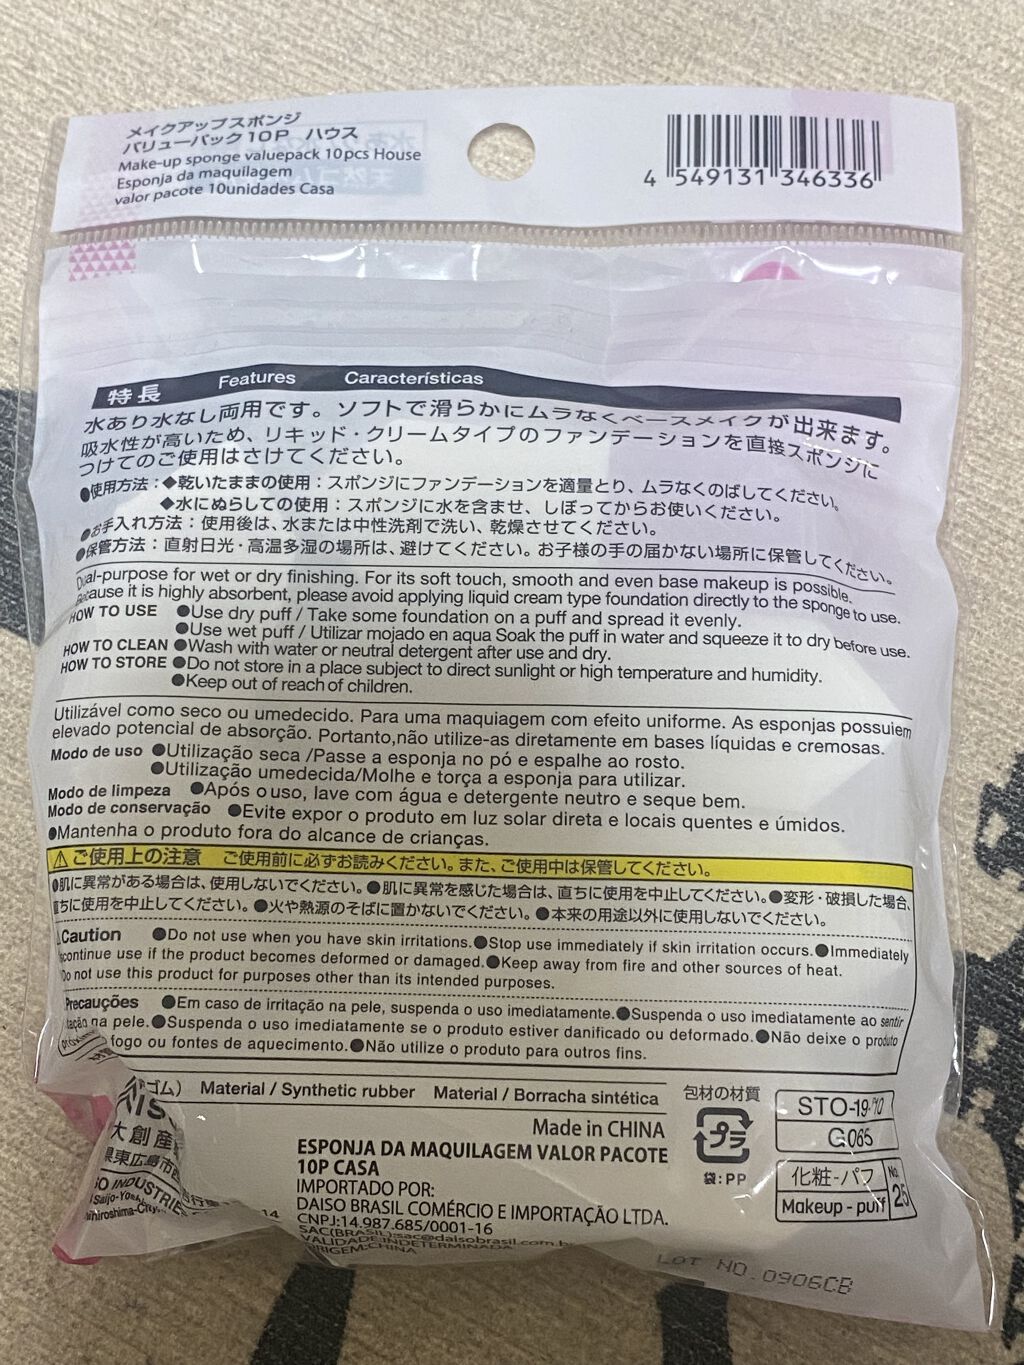 メイクアップスポンジ
バリューパック10P ハウス
Make-up sponge valuepack 10pcs House
Esponja da maquilagem
valor pacote 10unidades Casa
4 549131 346336
特長 Features Características
水あり水なし両用です。ソフトで滑らかにムラなくベースメイクが出来ます。
吸水性が高いため、リキッド・クリームタイプのファンデーションを直接スポンジに
つけてのご使用はさけてください。
●使用方法：◆乾いたままの使用：スポンジにファンデーションを適量とり、ムラなくのばしてください。
◆水にぬらしての使用：スポンジに水を含ませ、しぼってからお使いください。
●お手入れ方法：使用後は、水または中性洗剤で洗い、乾燥させてください。
●保管方法：直射日光・高温多湿の場所は、避けてください。お子様の手の届かない場所に保管してください。
Dual-purpose for wet or dry finishing. For its soft touch, smooth and even base makeup is possible.
Because it is highly absorbent, please avoid applying liquid cream type foundation directly to the sponge to use.
HOW TO USE ●Use dry puff / Take some foundation on a puff and spread it evenly.
●Use wet puff / Utilizar mojado en aqua Soak the puff in water and squeeze it to dry before use.
HOW TO CLEAN ●Wash with water or neutral detergent after use and dry.
HOW TO STORE ●Do not store in a place subject to direct sunlight or high temperature and humidity.
●Keep out of reach of children.
Utilizável como seco ou umedecido. Para uma maquiagem com efeito uniforme. As esponjas possuiem
elevado potencial de absorção. Portanto,não utilize-as diretamente em bases líquidas e cremosas.
Modo de uso ●Utilização seca /Passe a esponja no pó e espalhe ao rosto.
●Utilização umedecida/Molhe e torça a esponja para utilizar.
Modo de limpeza ●Após o uso, lave com água e detergente neutro e seque bem.
Modo de conservação ●Evite expor o produto em luz solar direta e locais quentes e úmidos.
●Mantenha o produto fora do alcance de crianças.
⚠ご使用上の注意 ご使用前に必ずお読みください。また、ご使用中は保管してください。
●肌に異常がある場合は、使用しないでください。●肌に異常を感じた場合は、直ちに使用を中止してください。●変形・破損した場合、
直ちに使用を中止してください。●火や熱源のそばに置かないでください。●本来の用途以外に使用しないでください。
Caution ●Do not use when you have skin irritations.●Stop use immediately if skin irritation occurs.●Immediately
scontinue use if the product becomes deformed or damaged.●Keep away from fire and other sources of heat.
Do not use this product for purposes other than its intended purposes.
Precauções ●Em caso de irritação na pele, suspenda o uso imediatamente.●Suspenda o uso imediatamente ao sentir
tação na pele.●Suspenda o uso imediatamente se o produto estiver danificado ou deformado.●Não deixe o produto
fogo ou fontes de aquecimento.●Não utilize o produto para outros fins.
ゴム) Material / Synthetic rubber Material / Borracha sintética
Made in CHINA
大創産
県東広島市西
SO INDUSTRIES
Saijo-Yos
hiroshima-City
14
ESPONJA DA MAQUILAGEM VALOR PACOTE
10P CASA
IMPORTADO POR:
DAISO BRASIL COMÉRCIO E IMPORTAÇÃO LTDA.
CNPJ:14.987.685/0001-16
SAC(BRASIL):sac@daisobrasil.com.b
VALIDADE:INDETERMINADA
ORIGEM:CHINA
包材の材質
プラ
袋：PP
STO-19-
G065
化粧-パフ
Makeup - puff
No. 25
LOT NO. 0906CB